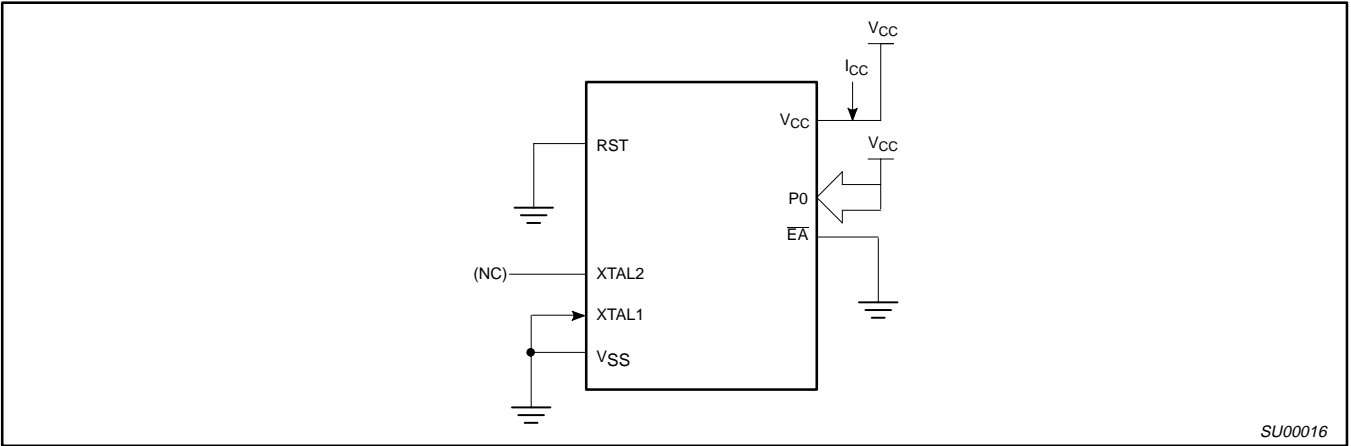 VCC
ICC
VCC
VCC
RST
P0
EA
(NC)
XTAL2
XTAL1
VSS
SU00016